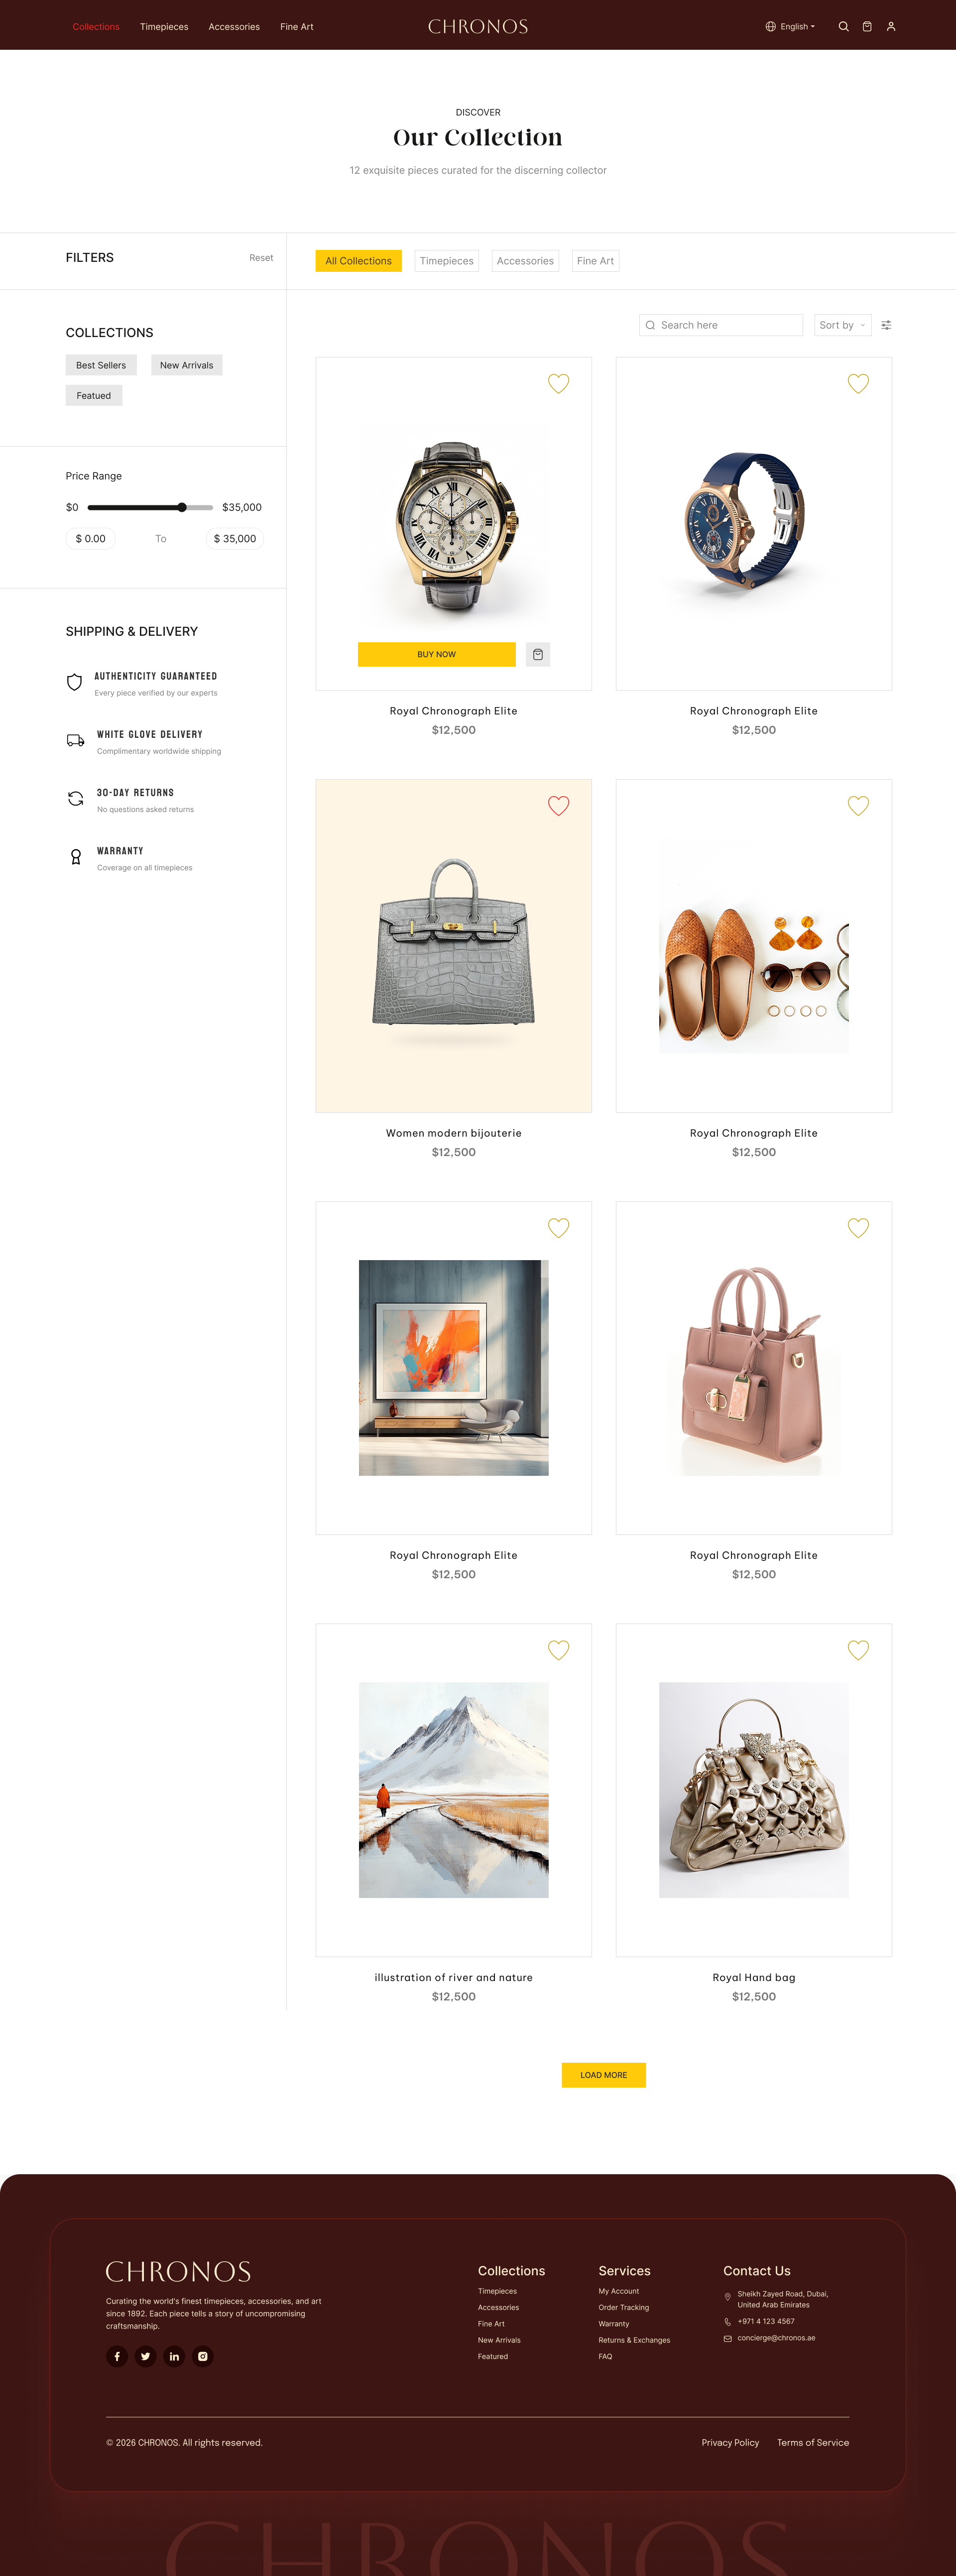 Collections Timepieces Accessories Fine Art CHRONOS English
DISCOVER
Our Collection
12 exquisite pieces curated for the discerning collector
FILTERS Reset
All Collections Timepieces Accessories Fine Art
COLLECTIONS
Best Sellers New Arrivals
Featued
Price Range
$0 $35,000
$ 0.00 To $ 35,000
SHIPPING & DELIVERY
AUTHENTICITY GUARANTEED
Every piece verified by our experts
WHITE GLOVE DELIVERY
Complimentary worldwide shipping
30-DAY RETURNS
No questions asked returns
WARRANTY
Coverage on all timepieces
Search here Sort by
BUY NOW
Royal Chronograph Elite
$12,500
Royal Chronograph Elite
$12,500
Women modern bijouterie
$12,500
Royal Chronograph Elite
$12,500
Royal Chronograph Elite
$12,500
Royal Chronograph Elite
$12,500
illustration of river and nature
$12,500
Royal Hand bag
$12,500
LOAD MORE
CHRONOS
Curating the world's finest timepieces, accessories, and art
since 1892. Each piece tells a story of uncompromising
craftsmanship.
Collections
Timepieces
Accessories
Fine Art
New Arrivals
Featured
Services
My Account
Order Tracking
Warranty
Returns & Exchanges
FAQ
Contact Us
Sheikh Zayed Road, Dubai,
United Arab Emirates
+971 4 123 4567
concierge@chronos.ae
© 2026 CHRONOS. All rights reserved.
Privacy Policy Terms of Service
CHRONOS